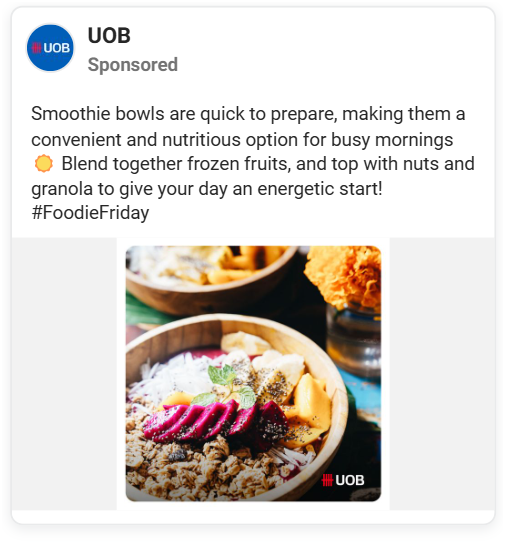 UOB
UOB
Sponsored
Smoothie bowls are quick to prepare, making them a
convenient and nutritious option for busy mornings
🌞 Blend together frozen fruits, and top with nuts and
granola to give your day an energetic start!
#FoodieFriday
UOB